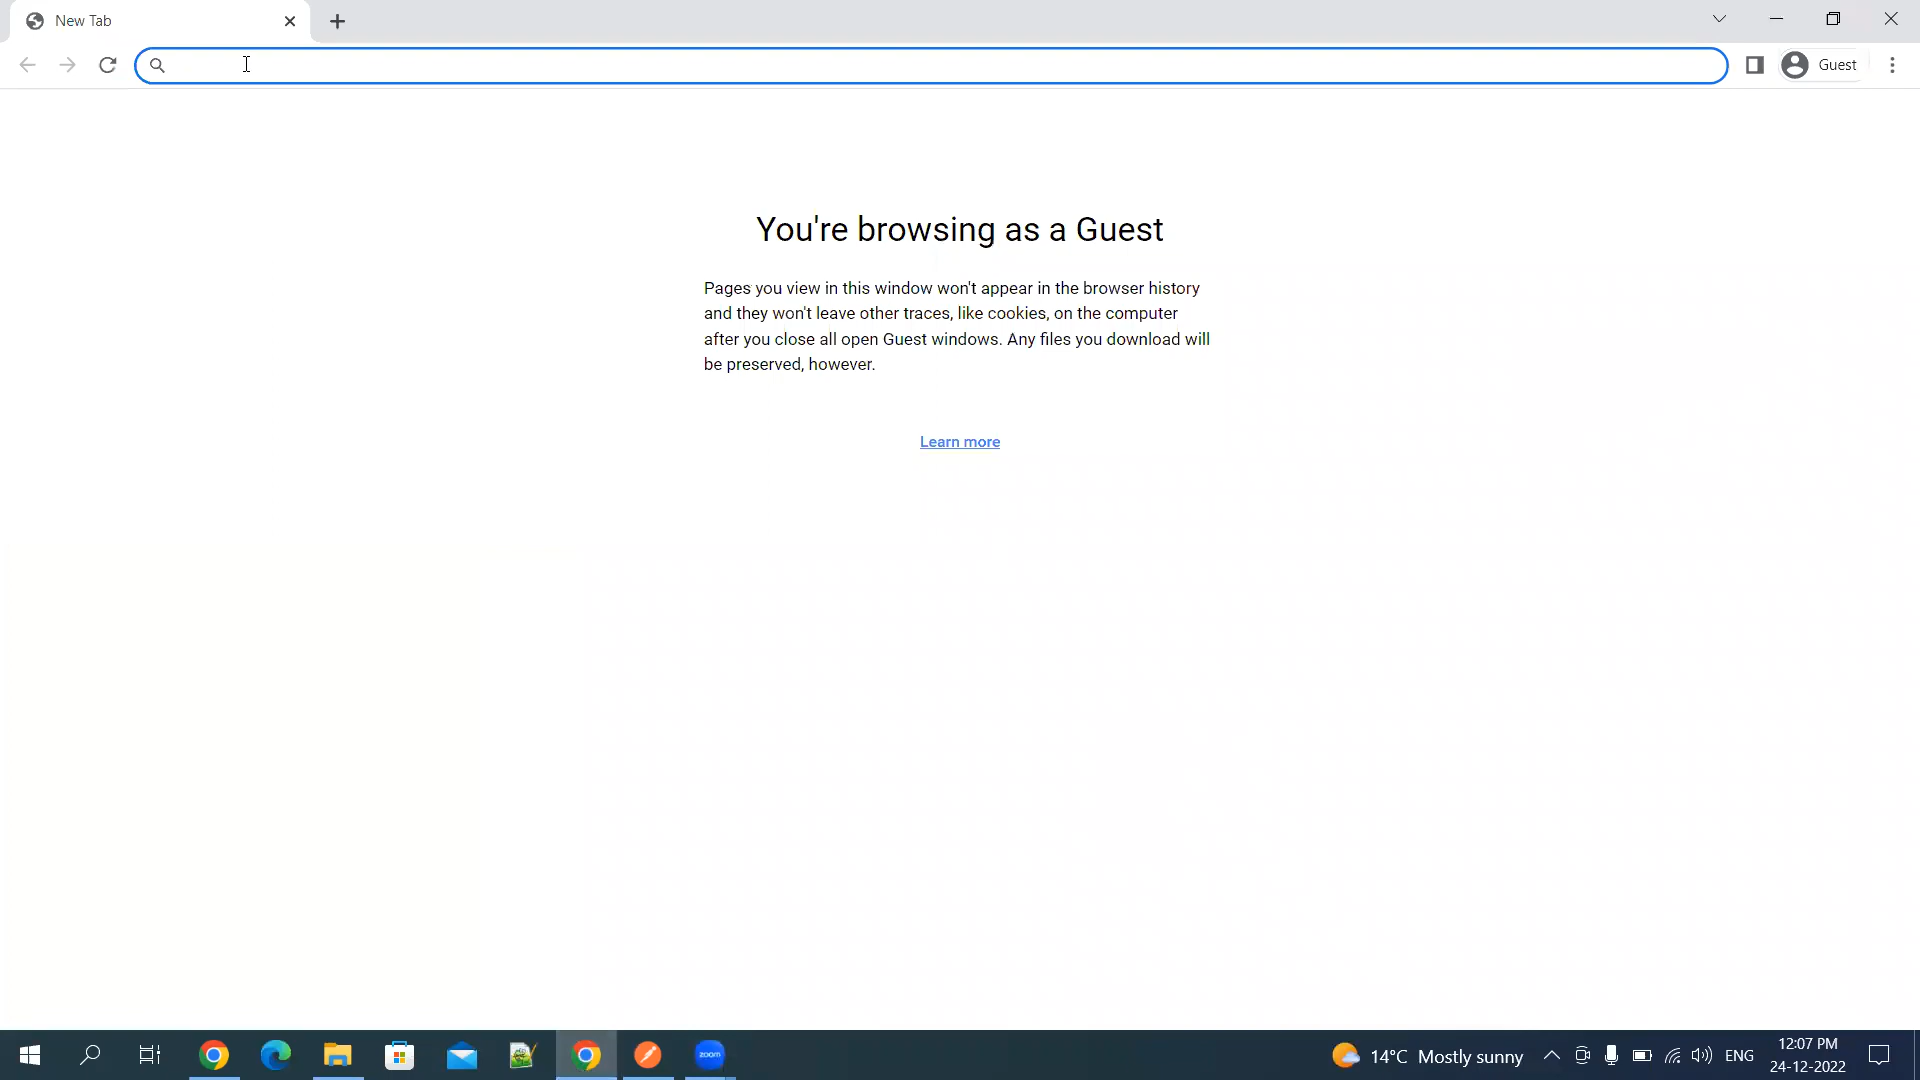 New Tab
Guest
You're browsing as a Guest
Pages you view in this window won't appear in the browser history
and they won't leave other traces, like cookies, on the computer
after you close all open Guest windows. Any files you download will
be preserved, however.
Learn more
zoom
14°C Mostly sunny
ENG
12:07 PM
24-12-2022